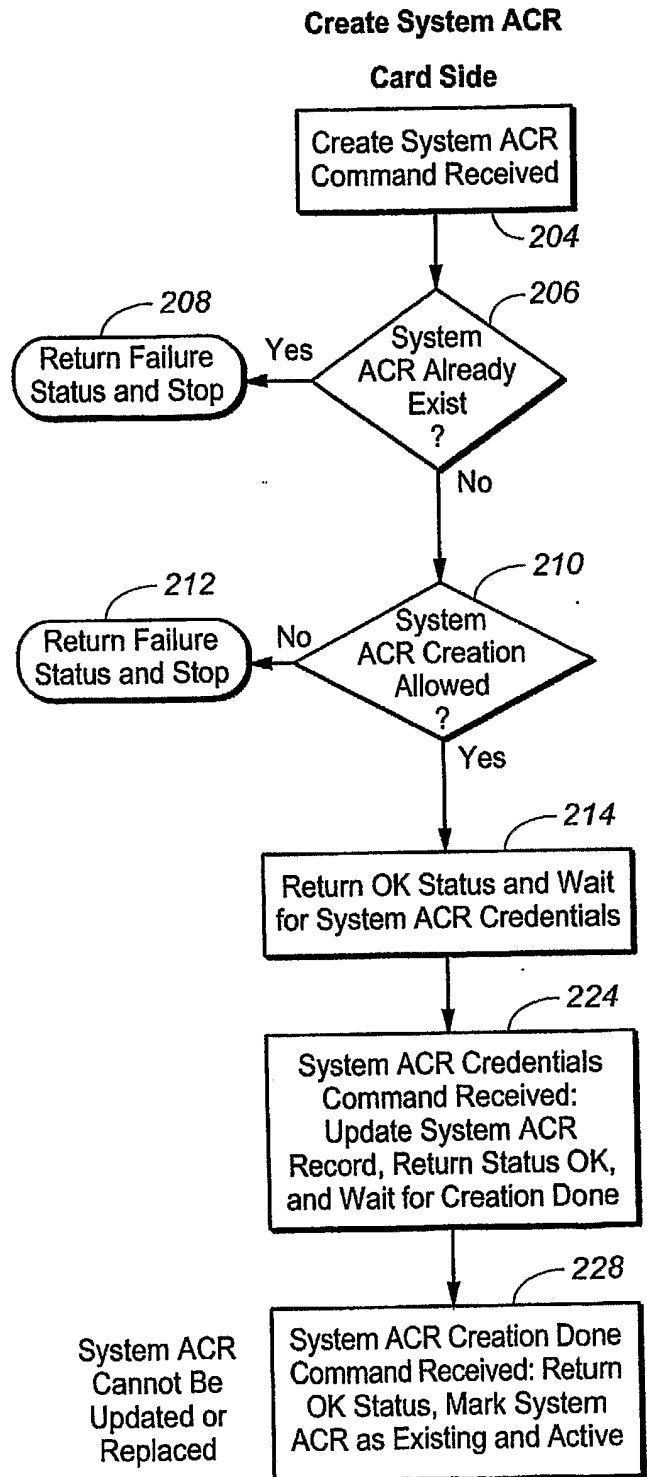 Create System ACR
Card Side
Create System ACR
Command Received
204
206
208
System
ACR Already
Exist
?
Yes
Return Failure
Status and Stop
No
210
212
System
ACR Creation
Allowed
?
No
Return Failure
Status and Stop
Yes
214
Return OK Status and Wait
for System ACR Credentials
224
System ACR Credentials
Command Received:
Update System ACR
Record, Return Status OK,
and Wait for Creation Done
228
System ACR Creation Done
Command Received: Return
OK Status, Mark System
ACR as Existing and Active
System ACR
Cannot Be
Updated or
Replaced